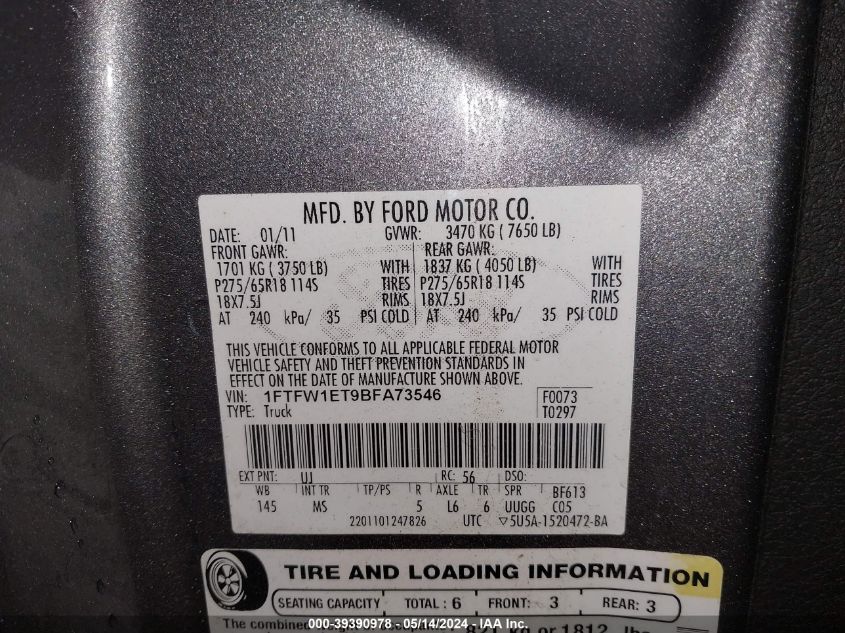 MFD. BY FORD MOTOR CO.
DATE: 01/11 GVWR: 3470 KG ( 7650 LB)
FRONT GAWR: REAR GAWR:
1701 KG ( 3750 LB) WITH 1837 KG ( 4050 LB) WITH
P275/65R18 114S TIRES P275/65R18 114S TIRES
18X7.5J RIMS 18X7.5J RIMS
AT 240 kPa/ 35 PSI COLD AT 240 kPa/ 35 PSI COLD
THIS VEHICLE CONFORMS TO ALL APPLICABLE FEDERAL MOTOR
VEHICLE SAFETY AND THEFT PREVENTION STANDARDS IN
EFFECT ON THE DATE OF MANUFACTURE SHOWN ABOVE.
VIN: 1FTFW1ET9BFA73546 F0073
TYPE: Truck T0297
EXT PNT: UJ RC: 56 DSO:
WB INT TR TP/PS R AXLE TR SPR BF613
145 MS 5 L6 6 UUGG C05
2201101247826 UTC ▽5U5A-1520472-BA
TIRE AND LOADING INFORMATION
SEATING CAPACITY TOTAL: 6 FRONT: 3 REAR: 3
000-39390978 - 05/14/2024 - IAA Inc.
821 kg or 1812 lbs